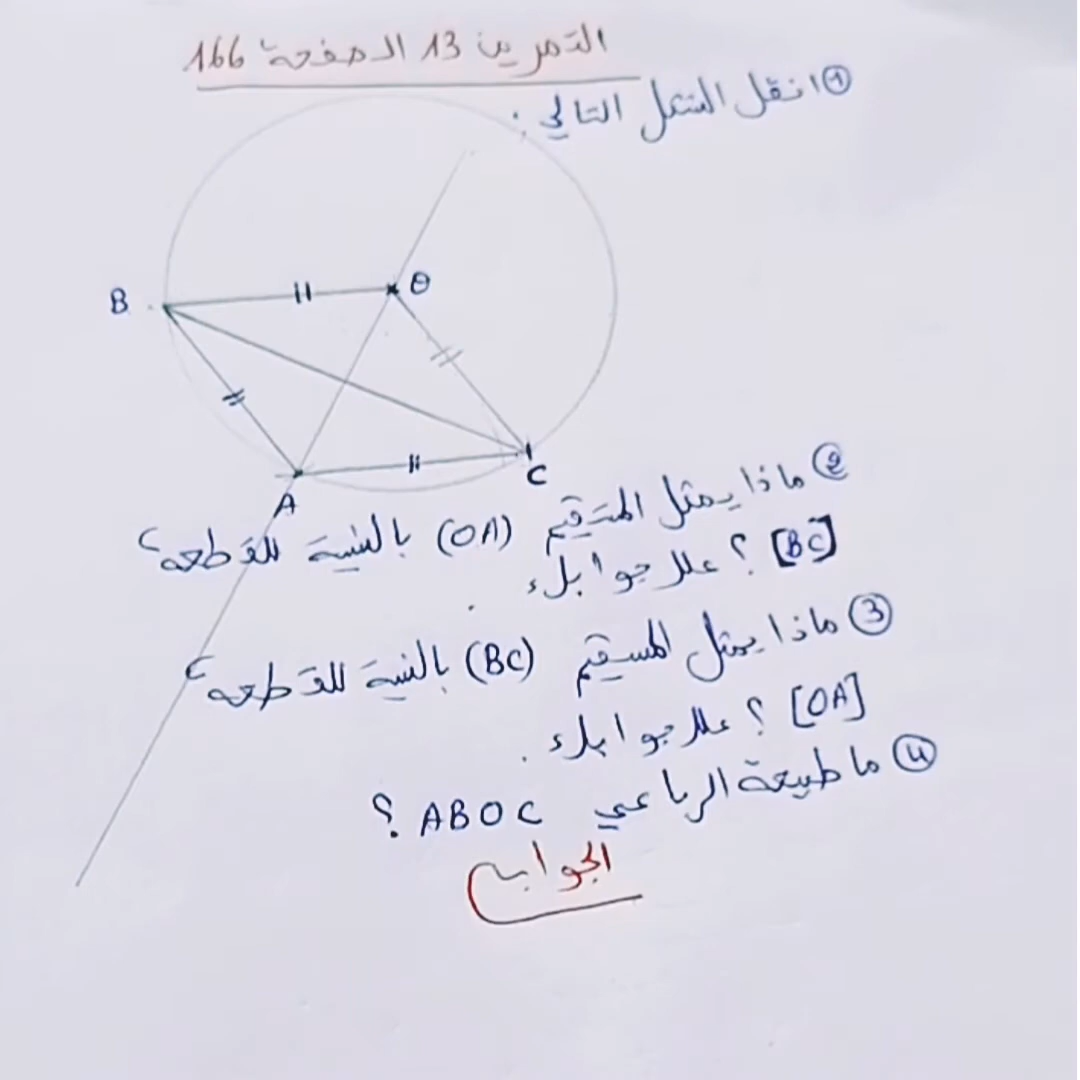 التمرين 13 الصفحة 166
① انقل الشكل التالي :
B
O
A
C
② ماذا يمثل المستقيم (OA) بالنسبة للقطعة
[BC] ؟ علل جوابك .
③ ماذا يمثل المستقيم (BC) بالنسبة للقطعة
[OA] ؟ علل جوابك .
④ ما طبيعة الرباعي ABOC ؟
الجواب